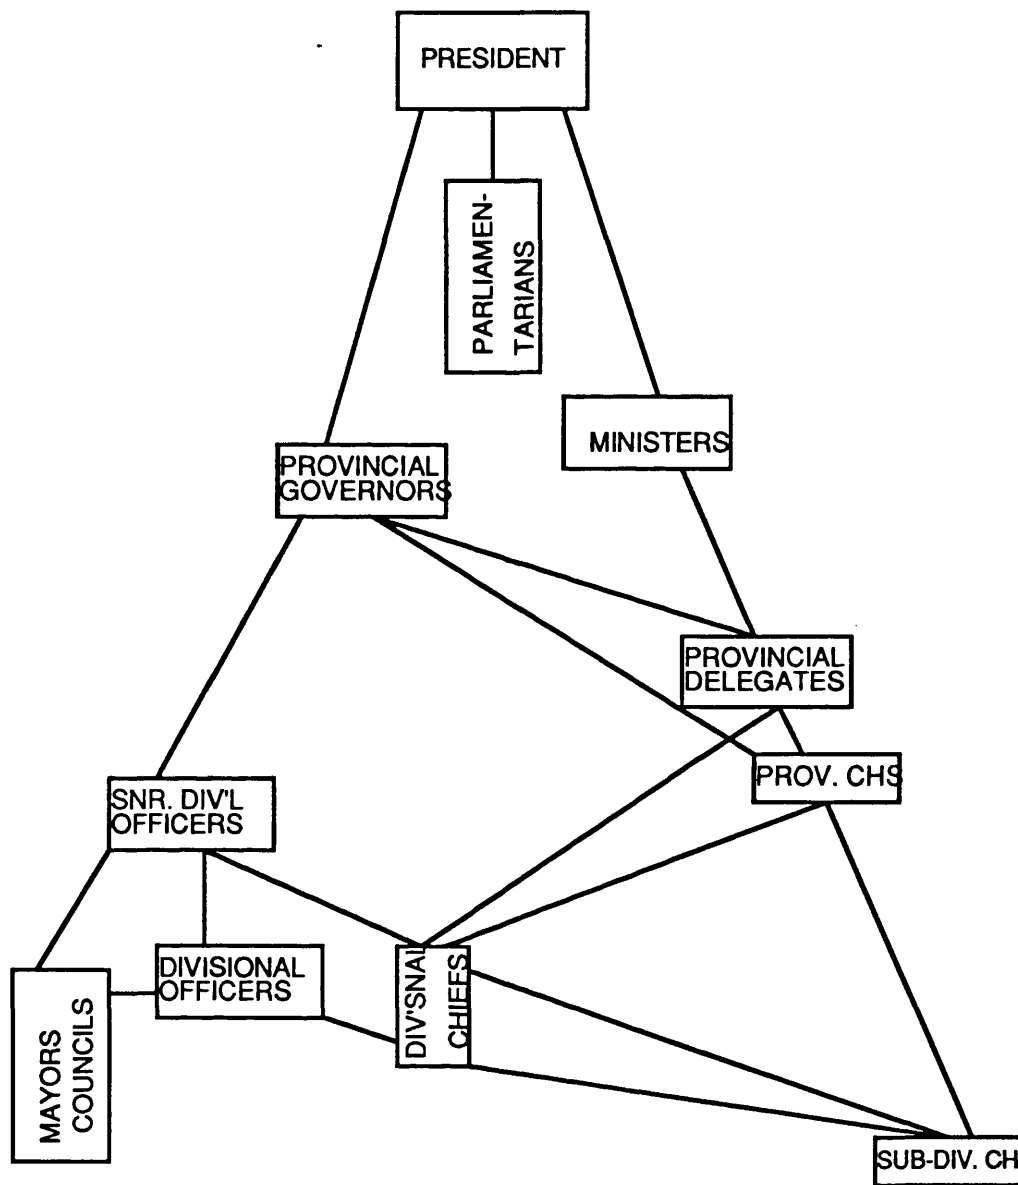 PRESIDENT
PARLIAMEN-
TARIANS
MINISTERS
PROVINCIAL
GOVERNORS
PROVINCIAL
DELEGATES
PROV. CHS
SNR. DIV'L
OFFICERS
DIVISIONAL
OFFICERS
DIV'SNAL
CHIEFS
MAYORS
COUNCILS
SUB-DIV. CH